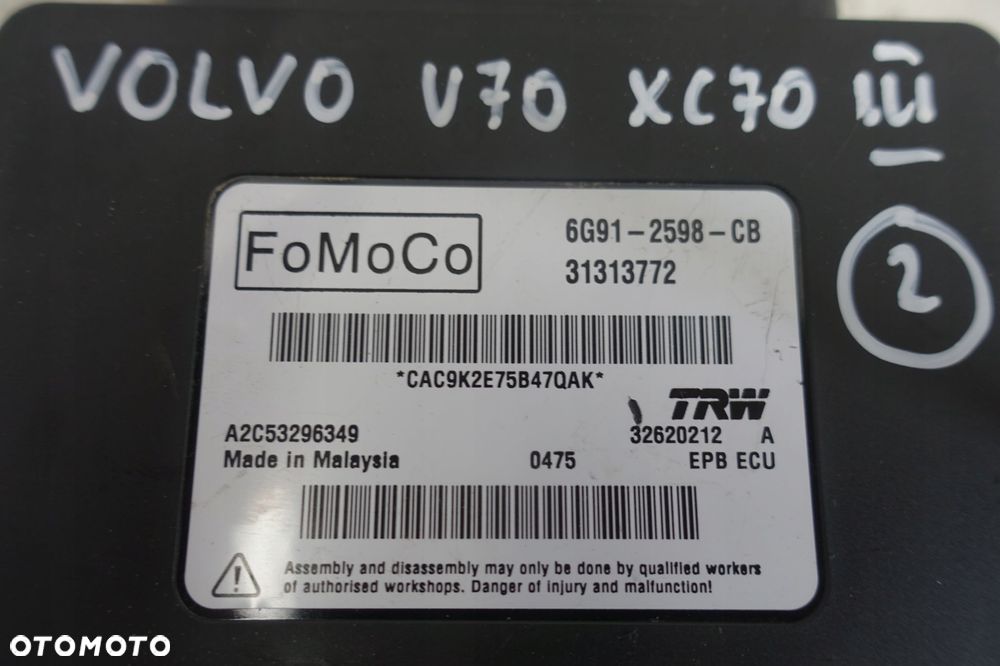 VOLVO V70 XC70 III
2
FoMoCo
6G91-2598-CB
31313772
*CAC9K2E75B47QAK*
TRW
A2C53296349
32620212 A
Made in Malaysia 0475 EPB ECU
Assembly and disassembly may only be done by qualified workers
of authorised workshops. Danger of injury and malfunction!
OTOMOTO